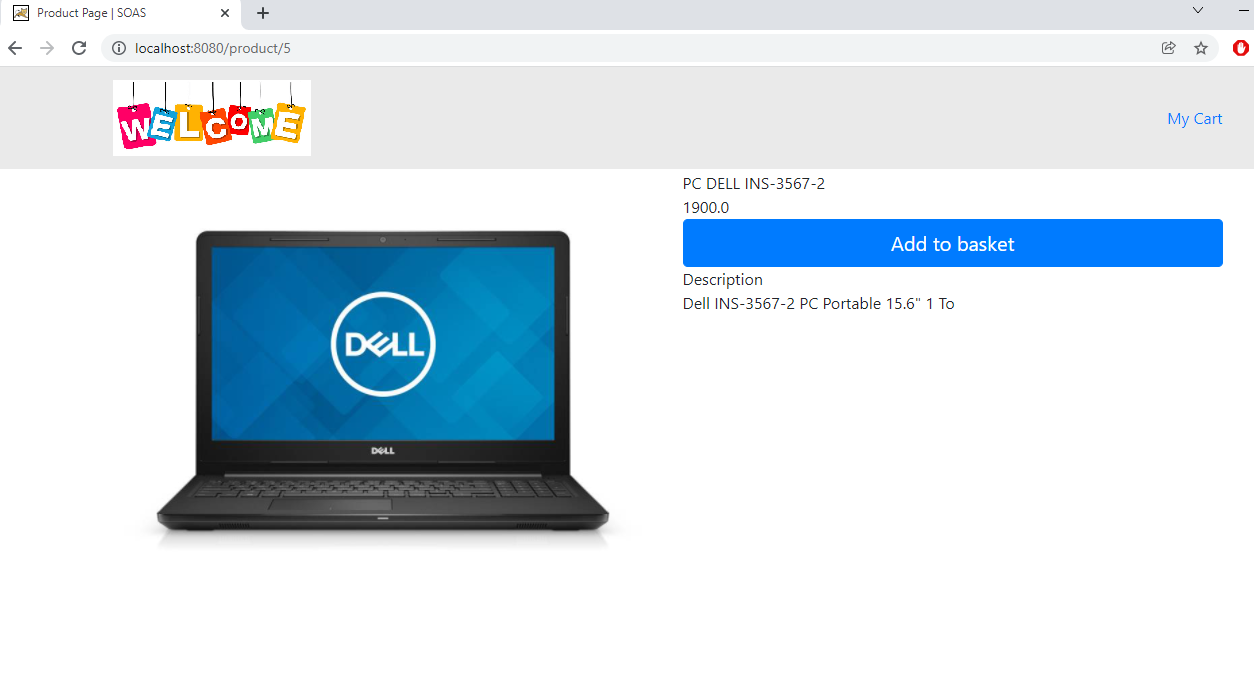 Product Page | SOAS
localhost:8080/product/5
WELCOME
My Cart
PC DELL INS-3567-2
1900.0
Add to basket
Description
Dell INS-3567-2 PC Portable 15.6" 1 To
DELL
DELL